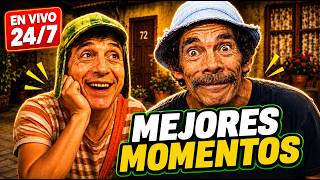 EN VIVO
24/7
72
MEJORES
MOMENTOS